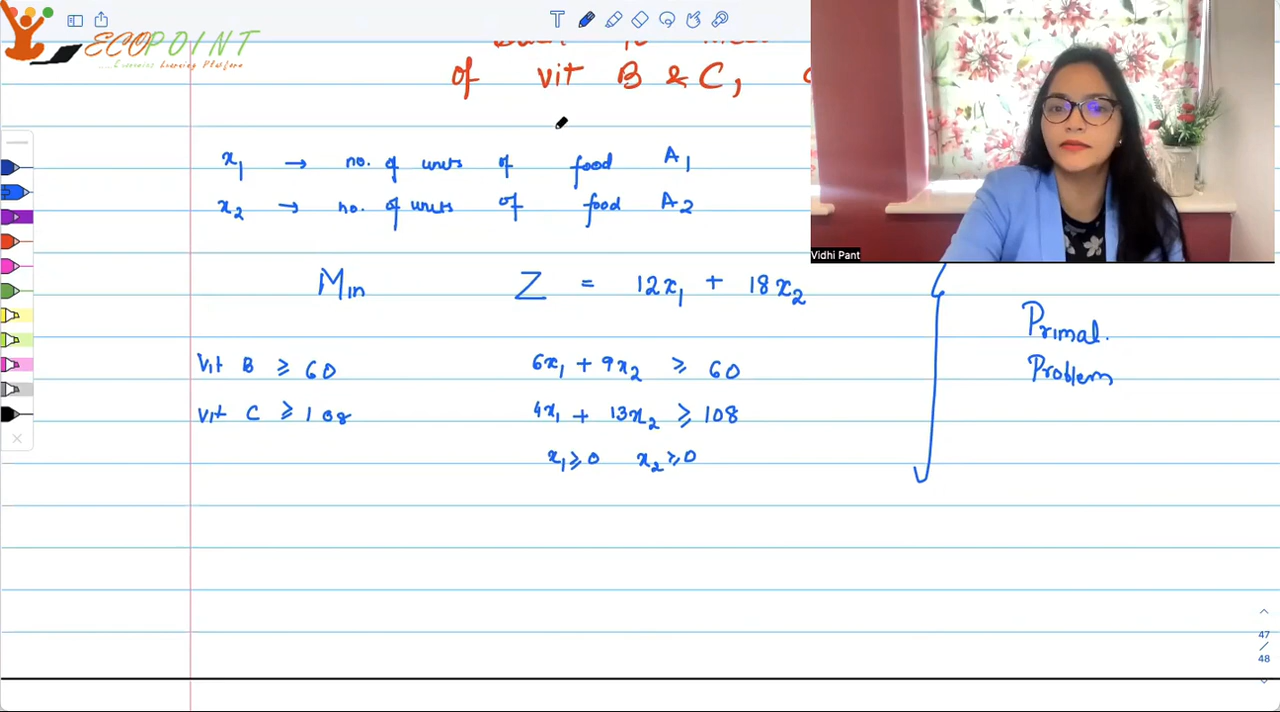 ECOPOINT
of vit B & C,
x1 → no. of units of food A1
x2 → no. of units of food A2
Vidhi Pant
Min Z = 12x1 + 18x2
Primal.
Problem
Vit B ≥ 60 6x1 + 9x2 ≥ 60
Vit C ≥ 108 4x1 + 13x2 ≥ 108
x1 ≥ 0 x2 ≥ 0
47
/
48